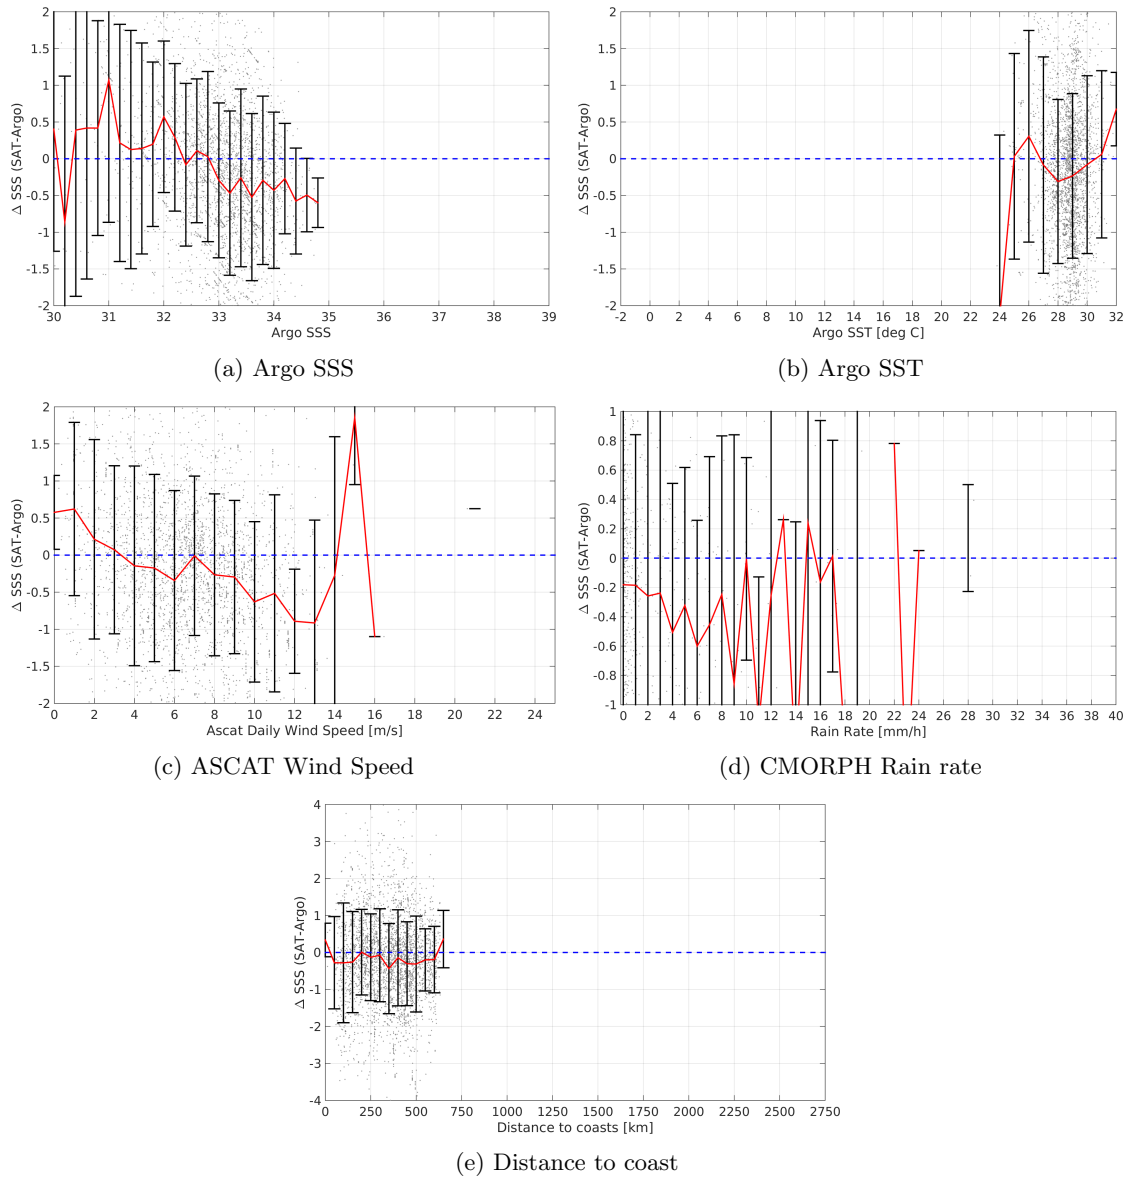 2
1.5
1
0.5
0
-0.5
-1
-1.5
-2
Δ SSS (SAT-Argo)
30 31 32 33 34 35 36 37 38 39
Argo SSS
(a) Argo SSS
2
1.5
1
0.5
0
-0.5
-1
-1.5
-2
Δ SSS (SAT-Argo)
-2 0 2 4 6 8 10 12 14 16 18 20 22 24 26 28 30 32
Argo SST [deg C]
(b) Argo SST
2
1.5
1
0.5
0
-0.5
-1
-1.5
-2
Δ SSS (SAT-Argo)
0 2 4 6 8 10 12 14 16 18 20 22 24
Ascat Daily Wind Speed [m/s]
(c) ASCAT Wind Speed
1
0.8
0.6
0.4
0.2
0
-0.2
-0.4
-0.6
-0.8
-1
Δ SSS (SAT-Argo)
0 2 4 6 8 10 12 14 16 18 20 22 24 26 28 30 32 34 36 38 40
Rain Rate [mm/h]
(d) CMORPH Rain rate
4
3
2
1
0
-1
-2
-3
-4
Δ SSS (SAT-Argo)
0 250 500 750 1000 1250 1500 1750 2000 2250 2500 2750
Distance to coasts [km]
(e) Distance to coast